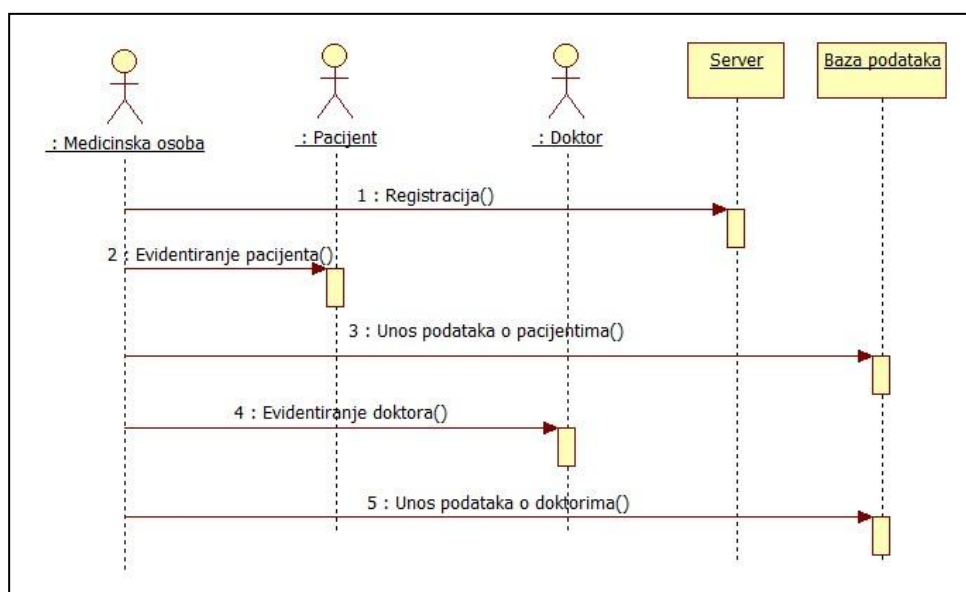 Server
Baza podataka
: Medicinska osoba
: Pacijent
: Doktor
1 : Registracija()
2 : Evidentiranje pacijenta()
3 : Unos podataka o pacijentima()
4 : Evidentiranje doktora()
5 : Unos podataka o doktorima()